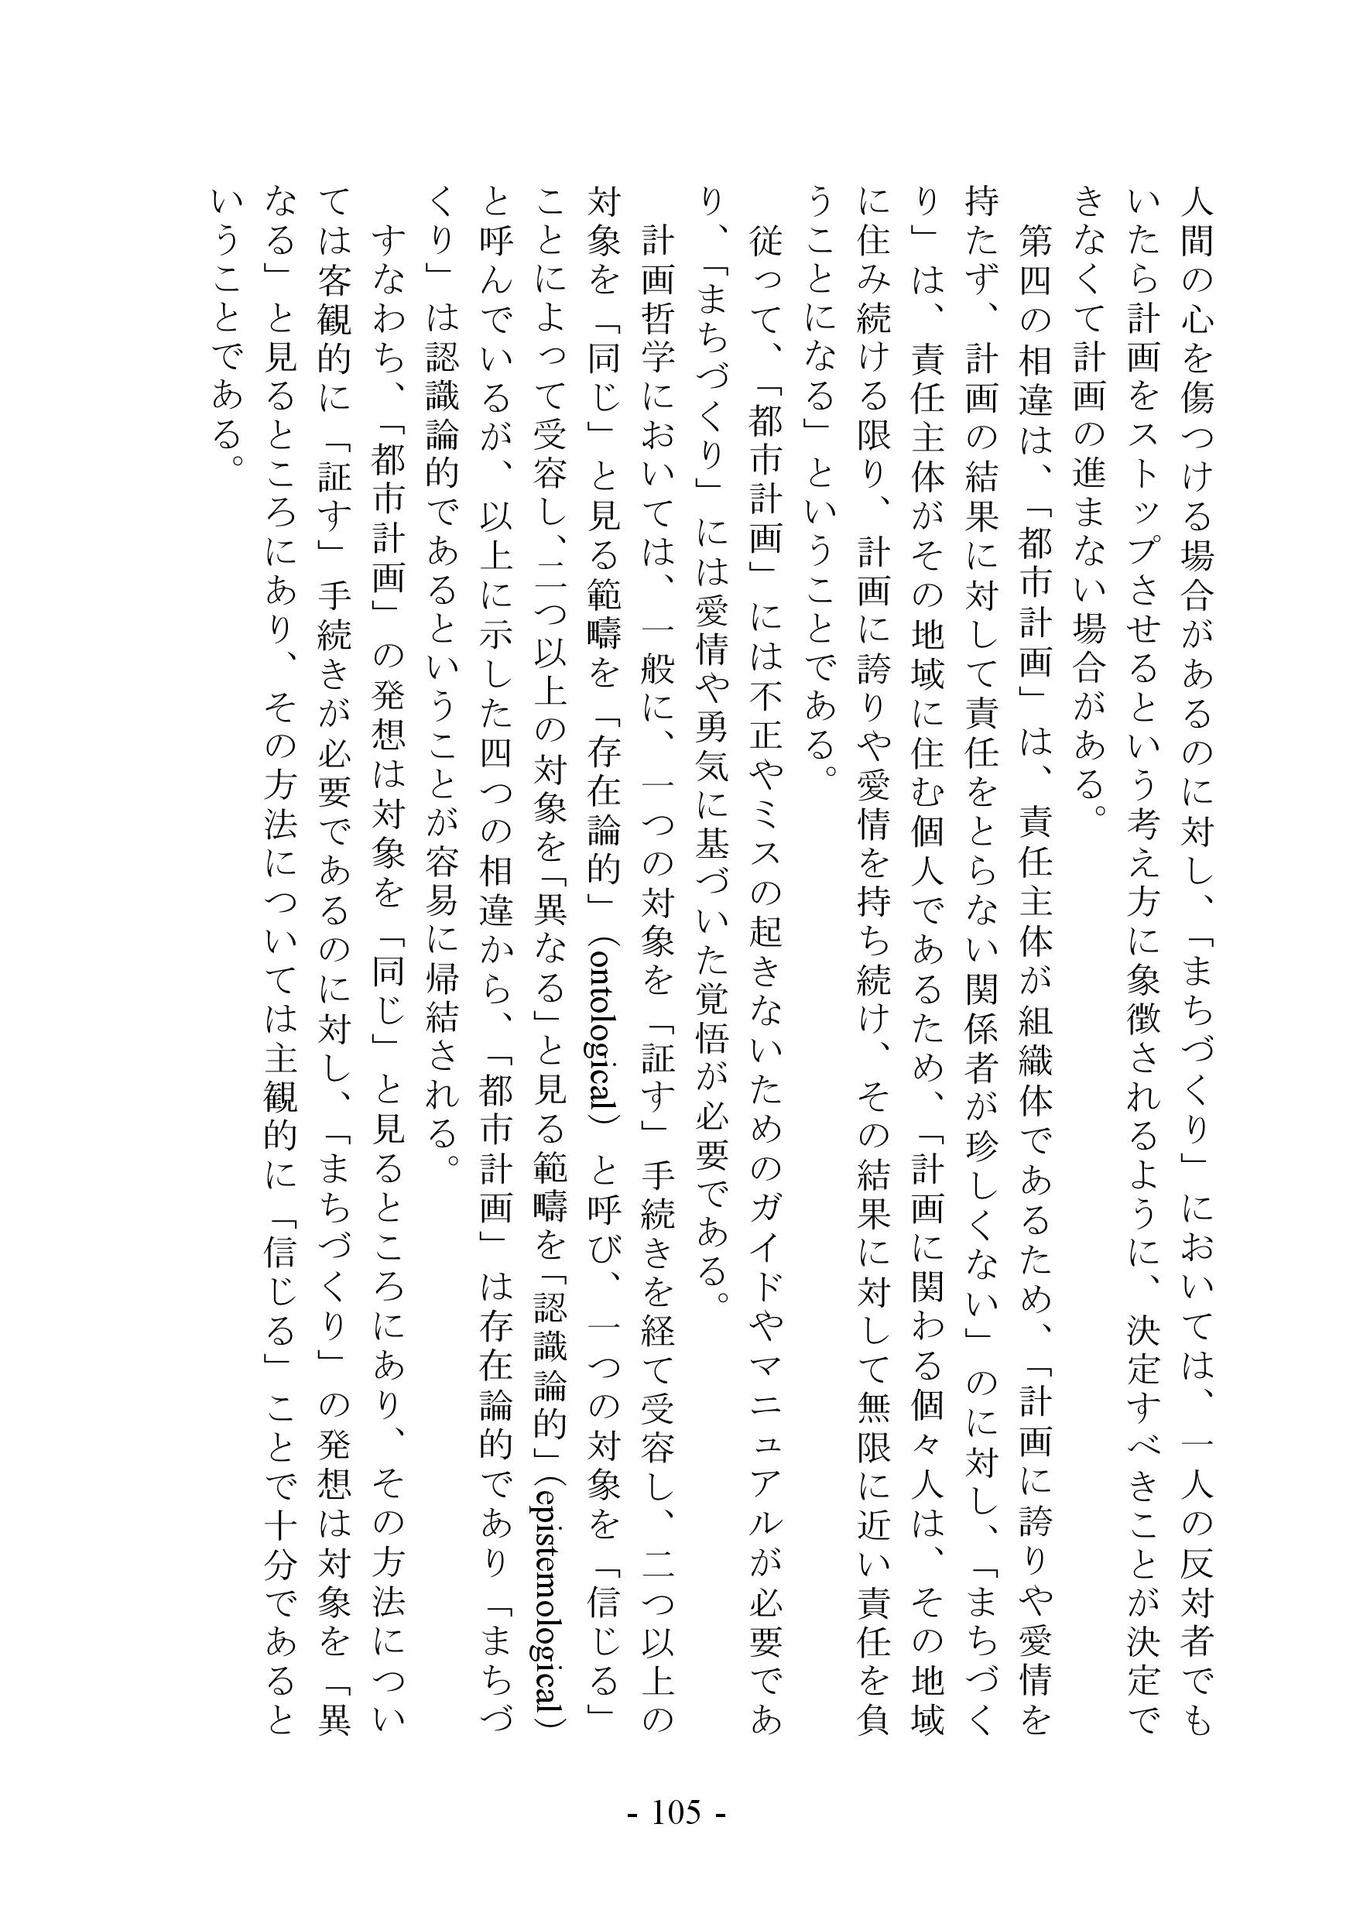 人間の心を傷つける場合があるのに対し、「まちづくり」においては、一人の反対者でも
いたら計画をストップさせるという考え方に象徴されるように、決定すべきことが決定で
きなくて計画の進まない場合がある。
第四の相違は、「都市計画」は、責任主体が組織体であるため、「計画に誇りや愛情を
持たず、計画の結果に対して責任をとらない関係者が珍しくない」のに対し、「まちづく
り」は、責任主体がその地域に住む個人であるため、「計画に関わる個々人は、その地域
に住み続ける限り、計画に誇りや愛情を持ち続け、その結果に対して無限に近い責任を負
うことになる」ということである。
従って、「都市計画」には不正やミスの起きないためのガイドやマニュアルが必要であ
り、「まちづくり」には愛情や勇気に基づいた覚悟が必要である。
計画哲学においては、一般に、一つの対象を「証す」手続きを経て受容し、二つ以上の
対象を「同じ」と見る範疇を「存在論的」（ontological）と呼び、一つの対象を「信じる」
ことによって受容し、二つ以上の対象を「異なる」と見る範疇を「認識論的」（epistemological）
と呼んでいるが、以上に示した四つの相違から、「都市計画」は存在論的であり「まちづ
くり」は認識論的であるということが容易に帰結される。
すなわち、「都市計画」の発想は対象を「同じ」と見るところにあり、その方法につい
ては客観的に「証す」手続きが必要であるのに対し、「まちづくり」の発想は対象を「異
なる」と見るところにあり、その方法については主観的に「信じる」ことで十分であると
いうことである。
- 105 -